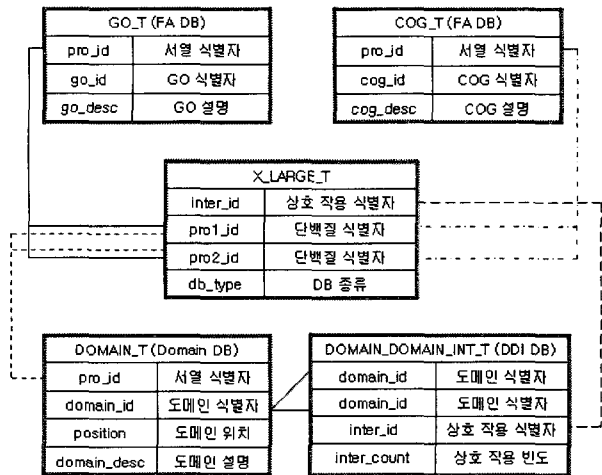 GO_T (FA DB)
pro_id 서열 식별자
go_id GO 식별자
go_desc GO 설명
COG_T (FA DB)
pro_id 서열 식별자
cog_id COG 식별자
cog_desc COG 설명
X_LARGE_T
inter_id 상호 작용 식별자
pro1_id 단백질 식별자
pro2_id 단백질 식별자
db_type DB 종류
DOMAIN_T (Domain DB)
pro_id 서열 식별자
domain_id 도메인 식별자
position 도메인 위치
domain_desc 도메인 설명
DOMAIN_DOMAIN_INT_T (DDI DB)
domain_id 도메인 식별자
domain_id 도메인 식별자
inter_id 상호 작용 식별자
inter_count 상호 작용 빈도